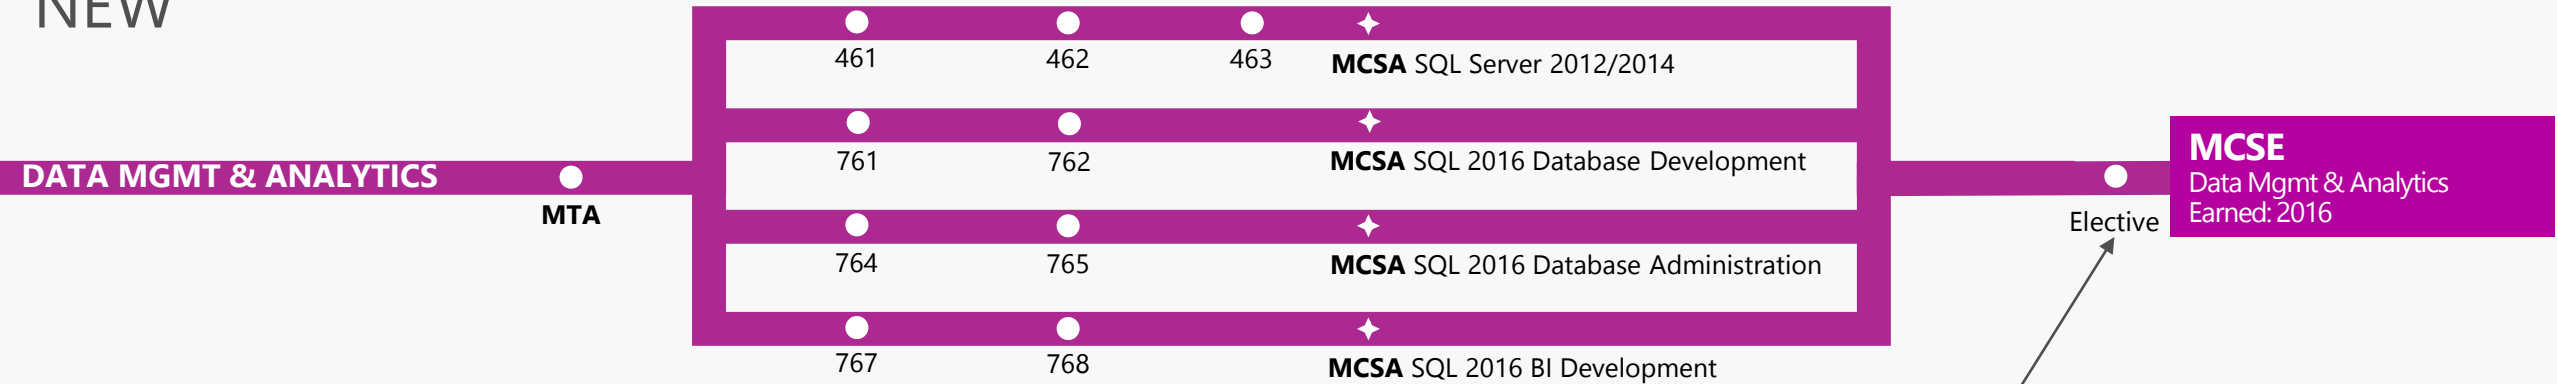 NEW
461 462 463 MCSA SQL Server 2012/2014
761 762 MCSA SQL 2016 Database Development
DATA MGMT & ANALYTICS
MTA
764 765 MCSA SQL 2016 Database Administration
767 768 MCSA SQL 2016 BI Development
Elective
MCSE
Data Mgmt & Analytics
Earned: 2016